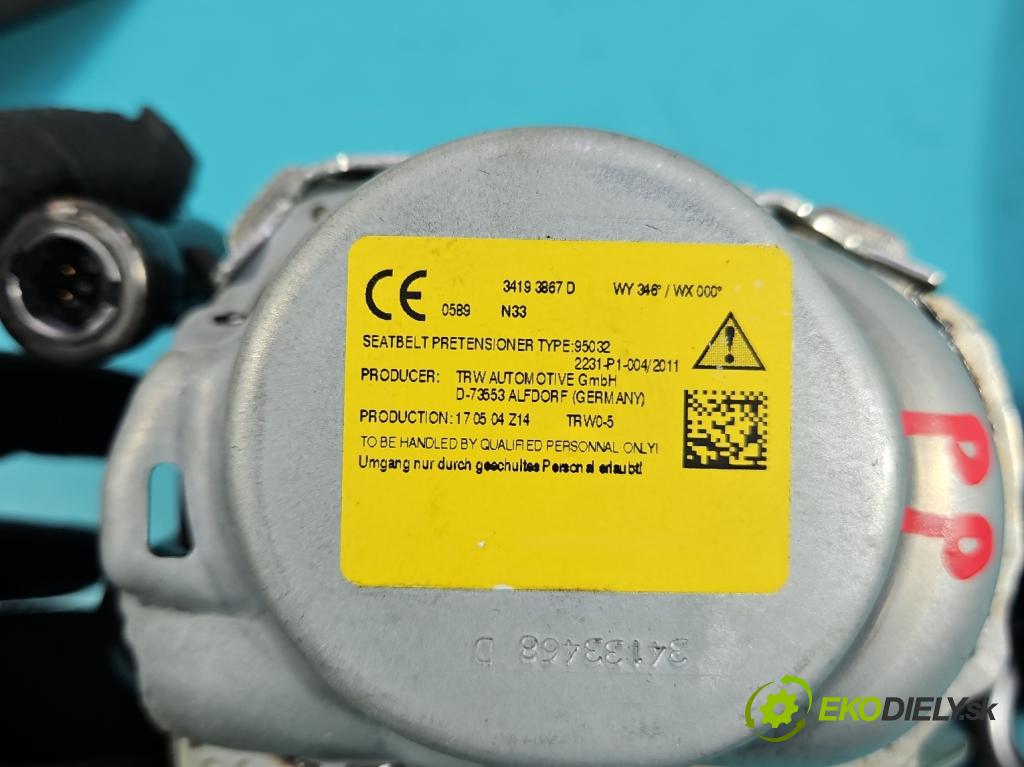 CE 3419 3867 D WY 346° / WX 000°
0589 N33
SEATBELT PRETENSIONER TYPE:95032
2231-P1-004/2011
PRODUCER: TRW AUTOMOTIVE GmbH
D-73553 ALFDORF (GERMANY)
PRODUCTION: 17 05 04 Z14 TRW0-5
TO BE HANDLED BY QUALIFIED PERSONNAL ONLY!
Umgang nur durch geschultes Personal erlaubt!
PP
34133468 D
EKODIELY.sk